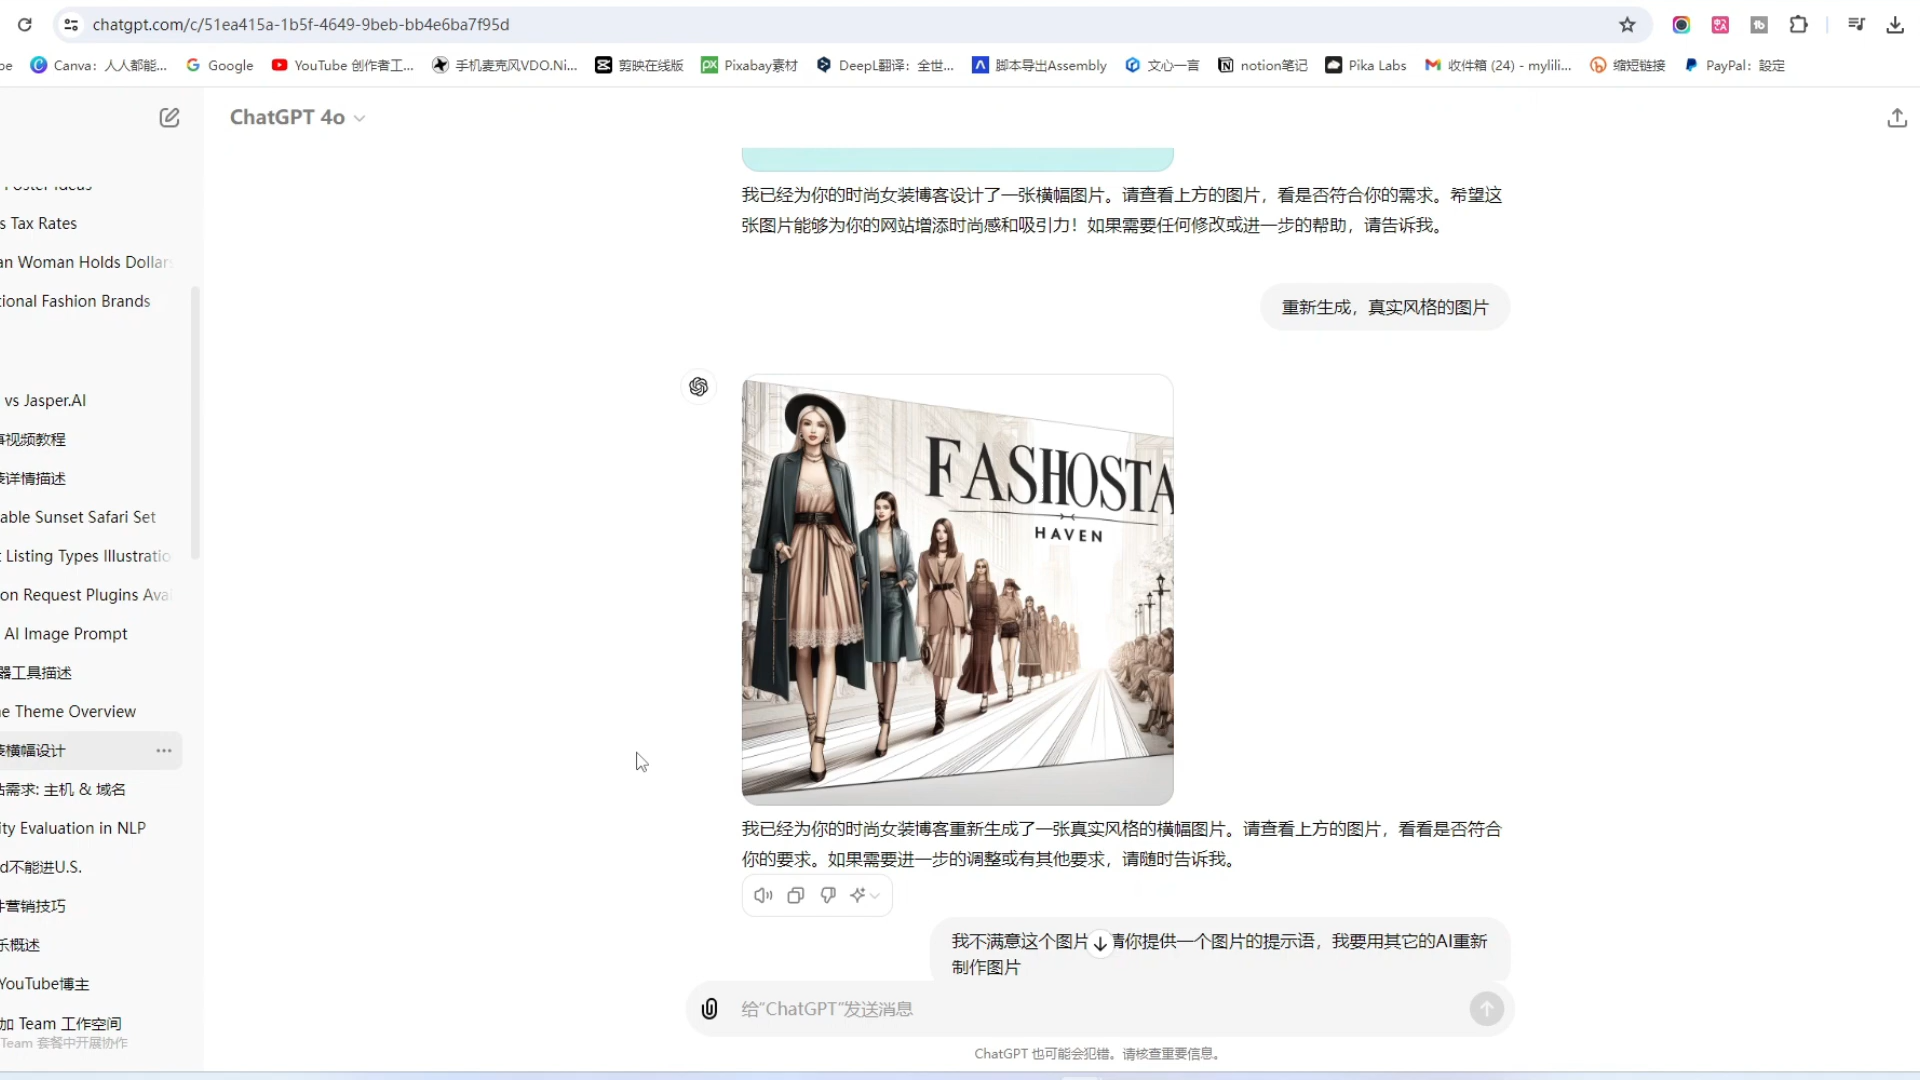 chatgpt.com/c/51ea415a-1b5f-4649-9beb-bb4e6ba7f95d
be
Canva：人人都能...
Google
YouTube 创作者工...
手机麦克风VDO.Ni...
剪映在线版
Pixabay素材
DeepL翻译：全世...
脚本导出Assembly
文心一言
notion笔记
Pika Labs
收件箱 (24) - mylili...
缩短链接
PayPal：設定
ChatGPT 4o
Poster Ideas
s Tax Rates
an Woman Holds Dollars
tional Fashion Brands
vs Jasper.AI
视频教程
详情描述
able Sunset Safari Set
t Listing Types Illustratio
on Request Plugins Avai
AI Image Prompt
器工具描述
e Theme Overview
横幅设计
需求: 主机 & 域名
ity Evaluation in NLP
d不能进U.S.
营销技巧
乐概述
YouTube博主
加 Team 工作空间
Team 套餐中开展协作
我已经为你的时尚女装博客设计了一张横幅图片。请查看上方的图片，看是否符合你的需求。希望这
张图片能够为你的网站增添时尚感和吸引力！如果需要任何修改或进一步的帮助，请告诉我。
重新生成，真实风格的图片
FASHOSTA
HAVEN
我已经为你的时尚女装博客重新生成了一张真实风格的横幅图片。请查看上方的图片，看看是否符合
你的要求。如果需要进一步的调整或有其他要求，请随时告诉我。
我不满意这个图片 请你提供一个图片的提示语，我要用其它的AI重新
制作图片
给“ChatGPT”发送消息
ChatGPT 也可能会犯错。请核查重要信息。